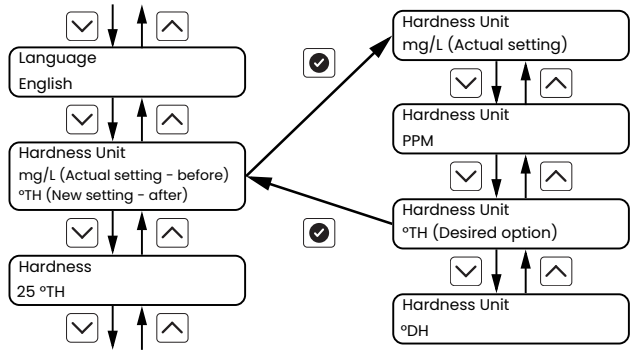 Language
English
Hardness Unit
mg/L (Actual setting - before)
°TH (New setting - after)
Hardness
25 °TH
Hardness Unit
mg/L (Actual setting)
Hardness Unit
PPM
Hardness Unit
°TH (Desired option)
Hardness Unit
°DH